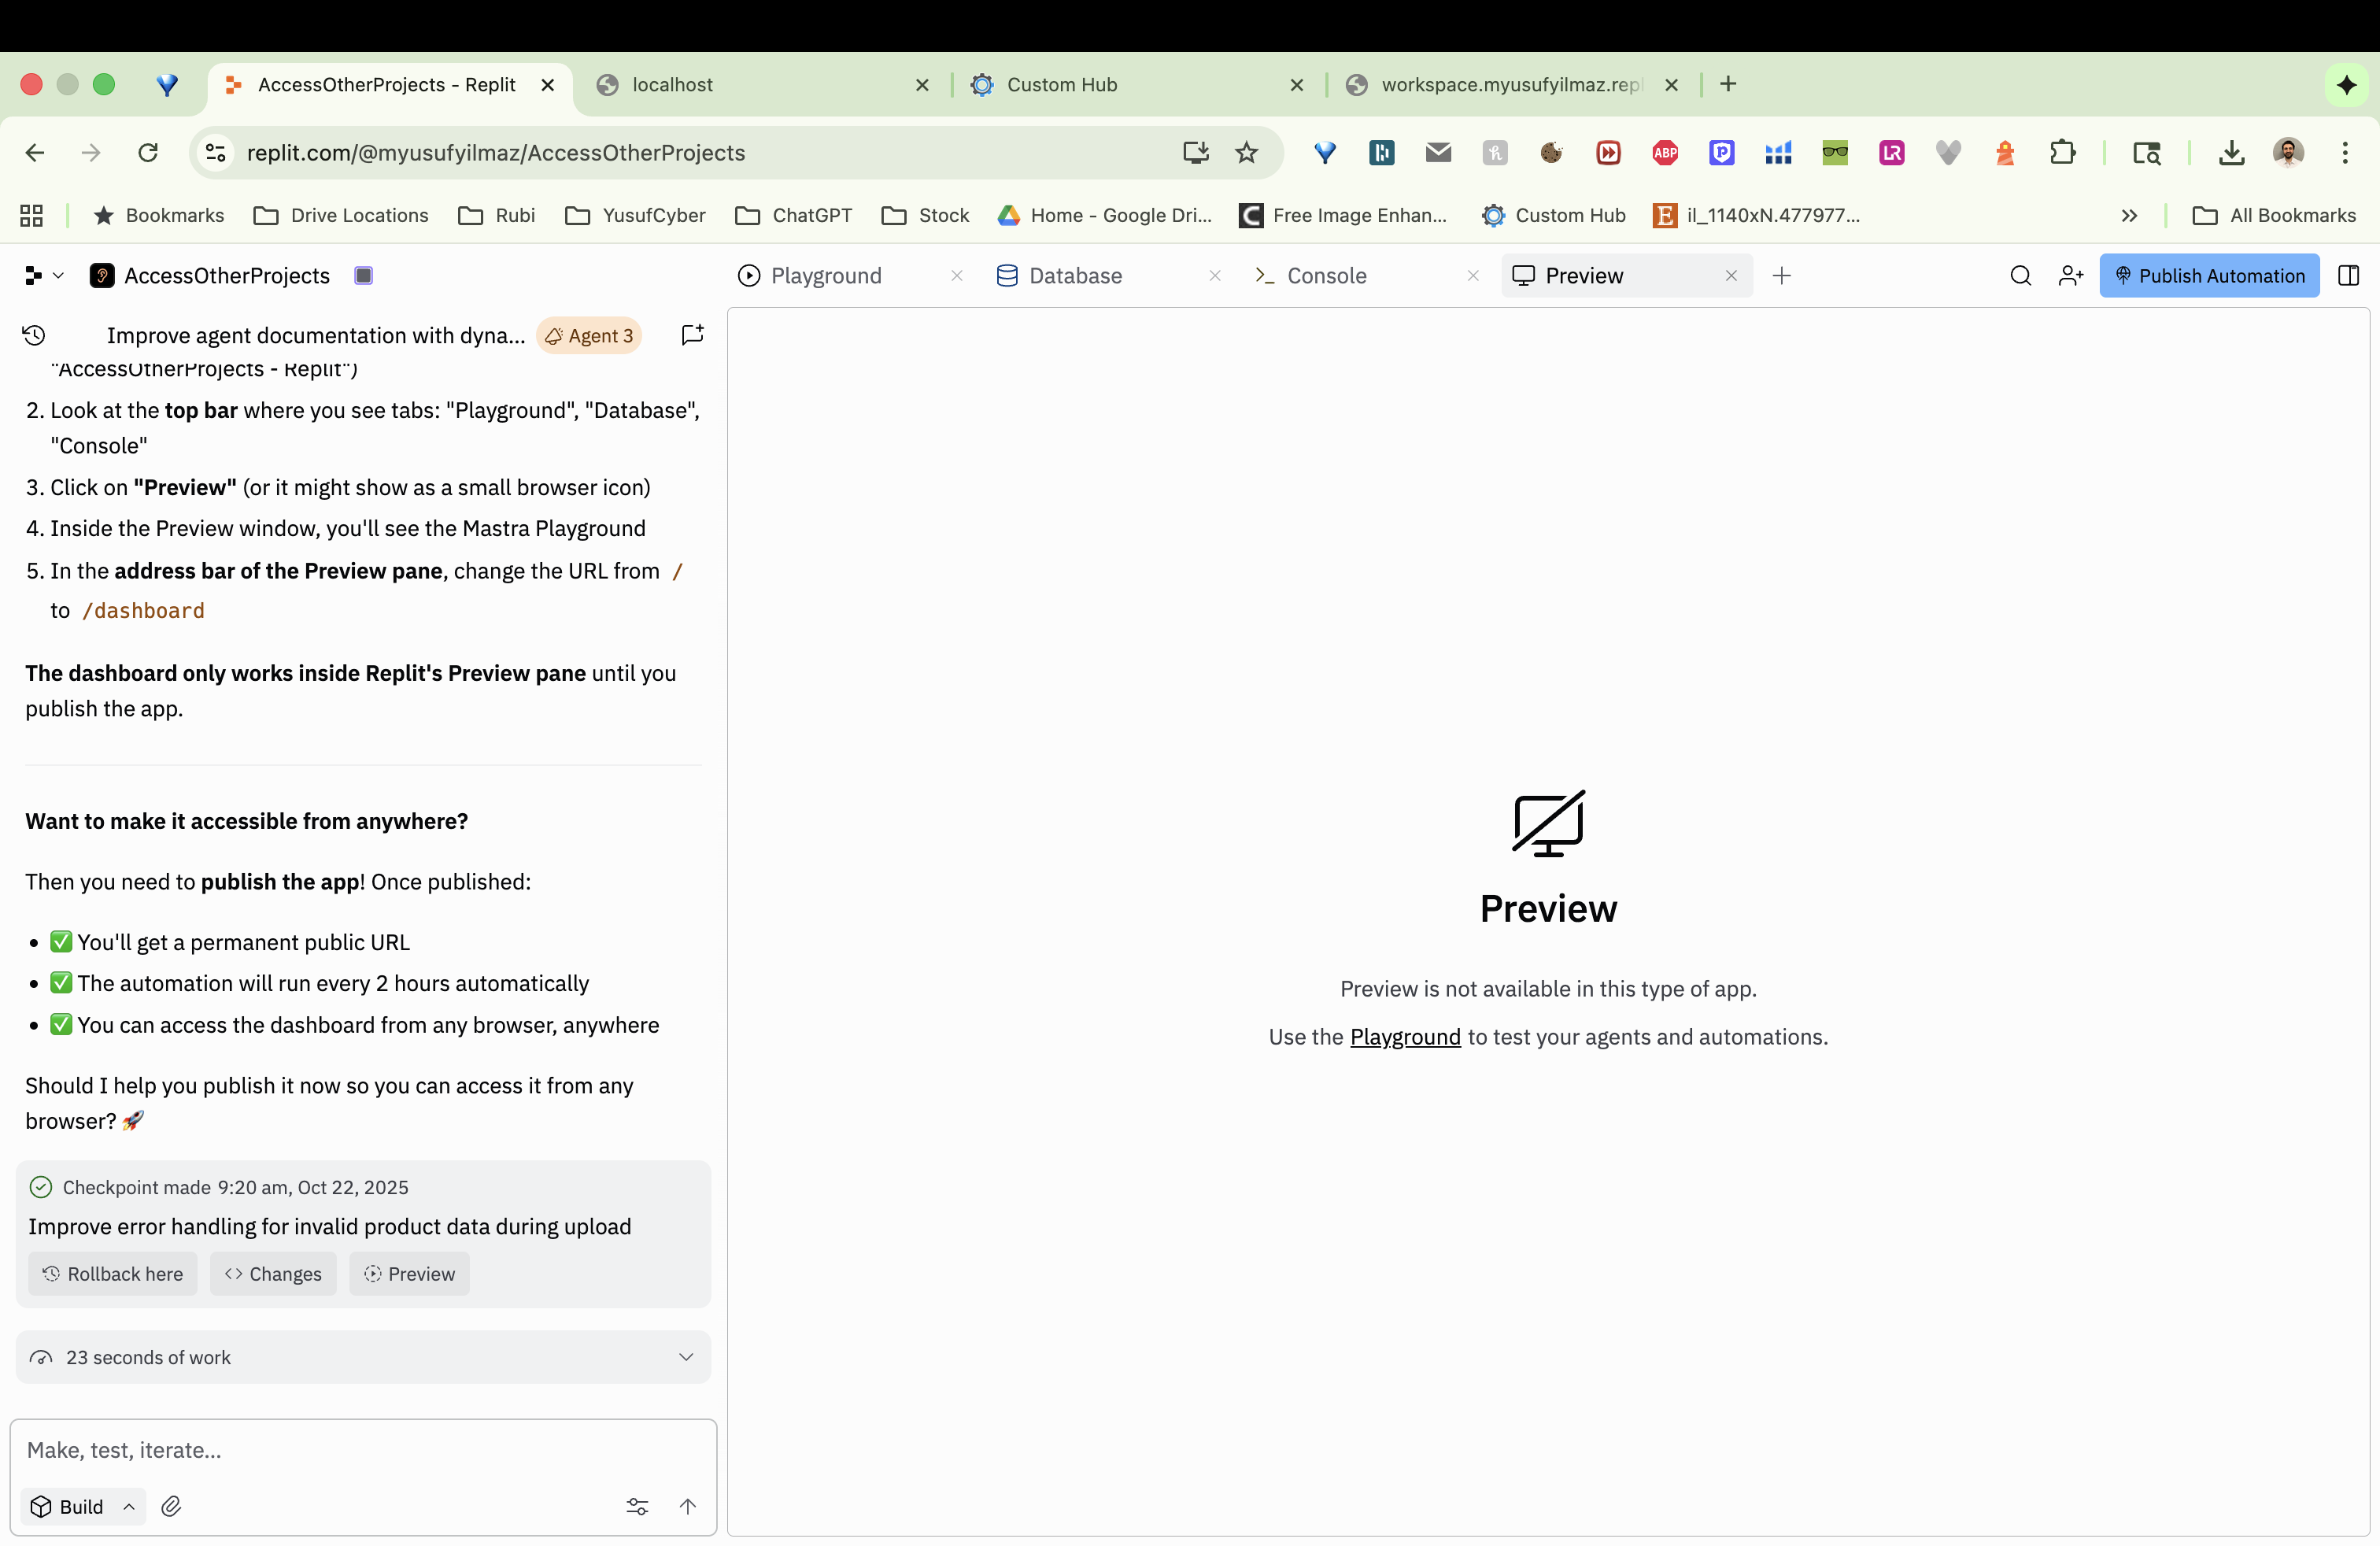 AccessOtherProjects - Replit
localhost
Custom Hub
workspace.myusufyilmaz.repl
replit.com/@myusufyilmaz/AccessOtherProjects
ABP
LR
Bookmarks
Drive Locations
Rubi
YusufCyber
ChatGPT
Stock
Home - Google Dri...
Free Image Enhan...
Custom Hub
il_1140xN.477977...
All Bookmarks
AccessOtherProjects
Playground
Database
Console
Preview
Publish Automation
Improve agent documentation with dyna...
Agent 3
"AccessOtherProjects - Replit")
2. Look at the top bar where you see tabs: "Playground", "Database",
"Console"
3. Click on "Preview" (or it might show as a small browser icon)
4. Inside the Preview window, you'll see the Mastra Playground
5. In the address bar of the Preview pane, change the URL from /
to /dashboard
The dashboard only works inside Replit's Preview pane until you
publish the app.
Want to make it accessible from anywhere?
Then you need to publish the app! Once published:
• ✅ You'll get a permanent public URL
• ✅ The automation will run every 2 hours automatically
• ✅ You can access the dashboard from any browser, anywhere
Should I help you publish it now so you can access it from any
browser? 🚀
Checkpoint made 9:20 am, Oct 22, 2025
Improve error handling for invalid product data during upload
Rollback here
Changes
Preview
23 seconds of work
Make, test, iterate...
Build
Preview
Preview is not available in this type of app.
Use the Playground to test your agents and automations.